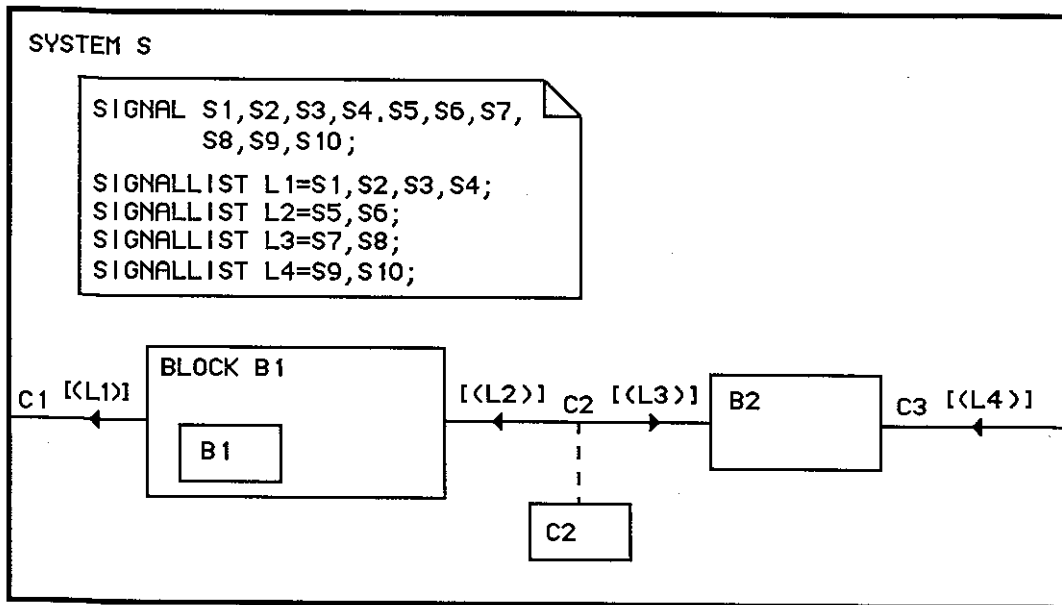 SYSTEM S
SIGNAL S1,S2,S3,S4.S5,S6,S7,
S8,S9,S10;
SIGNALLIST L1=S1,S2,S3,S4;
SIGNALLIST L2=S5,S6;
SIGNALLIST L3=S7,S8;
SIGNALLIST L4=S9,S10;
C1 [(L1)]
BLOCK B1
B1
[(L2)] C2 [(L3)]
C2
B2
C3 [(L4)]